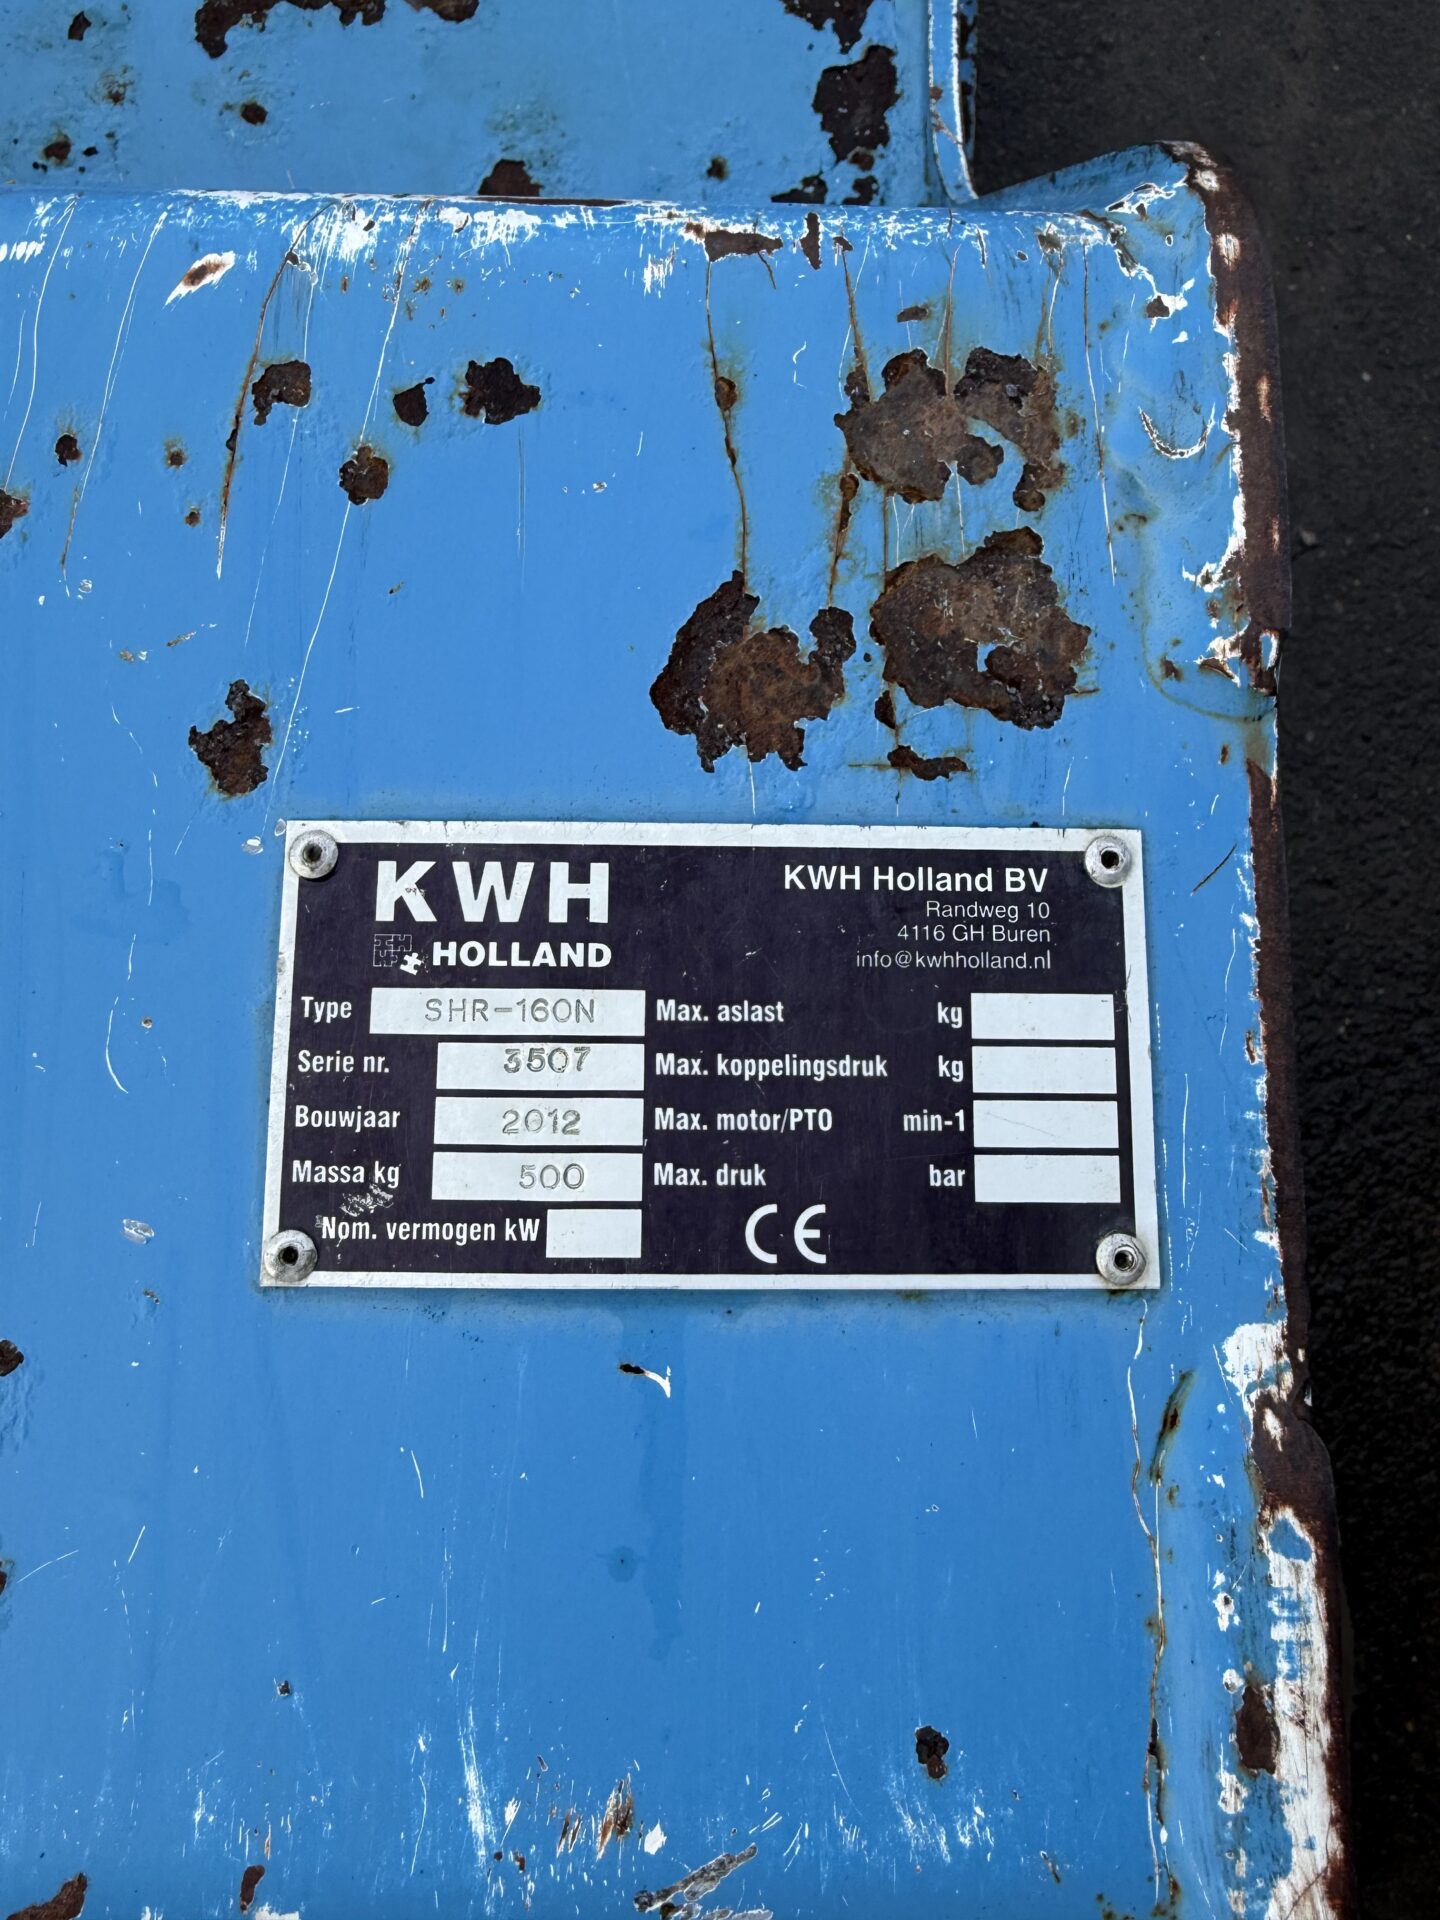 KWH
HOLLAND
KWH Holland BV
Randweg 10
4116 GH Buren
info@kwhholland.nl
Type SHR-160N
Serie nr. 3507
Bouwjaar 2012
Massa kg 500
Nom. vermogen kW
Max. aslast kg
Max. koppelingsdruk kg
Max. motor/PTO min-1
Max. druk bar
CE